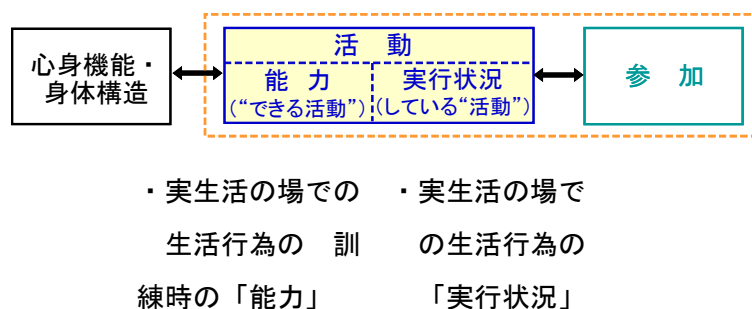 心身機能・
身体構造
活 動
能 力
(“できる活動”)
実行状況
(している“活動”)
参 加
・実生活の場での
生活行為の 訓
練時の「能力」
・実生活の場で
の生活行為の
「実行状況」